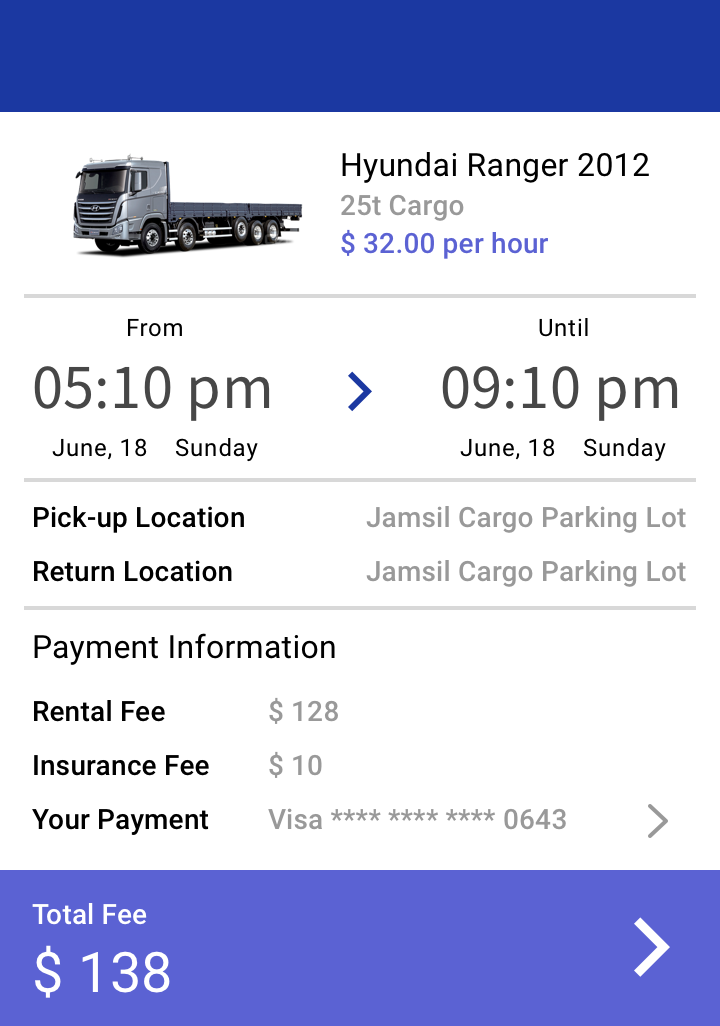 Hyundai Ranger 2012
25t Cargo
$ 32.00 per hour
From
Until
05:10 pm
09:10 pm
June, 18 Sunday
June, 18 Sunday
Pick-up Location Jamsil Cargo Parking Lot
Return Location Jamsil Cargo Parking Lot
Payment Information
Rental Fee $ 128
Insurance Fee $ 10
Your Payment Visa **** **** **** 0643
Total Fee
$ 138